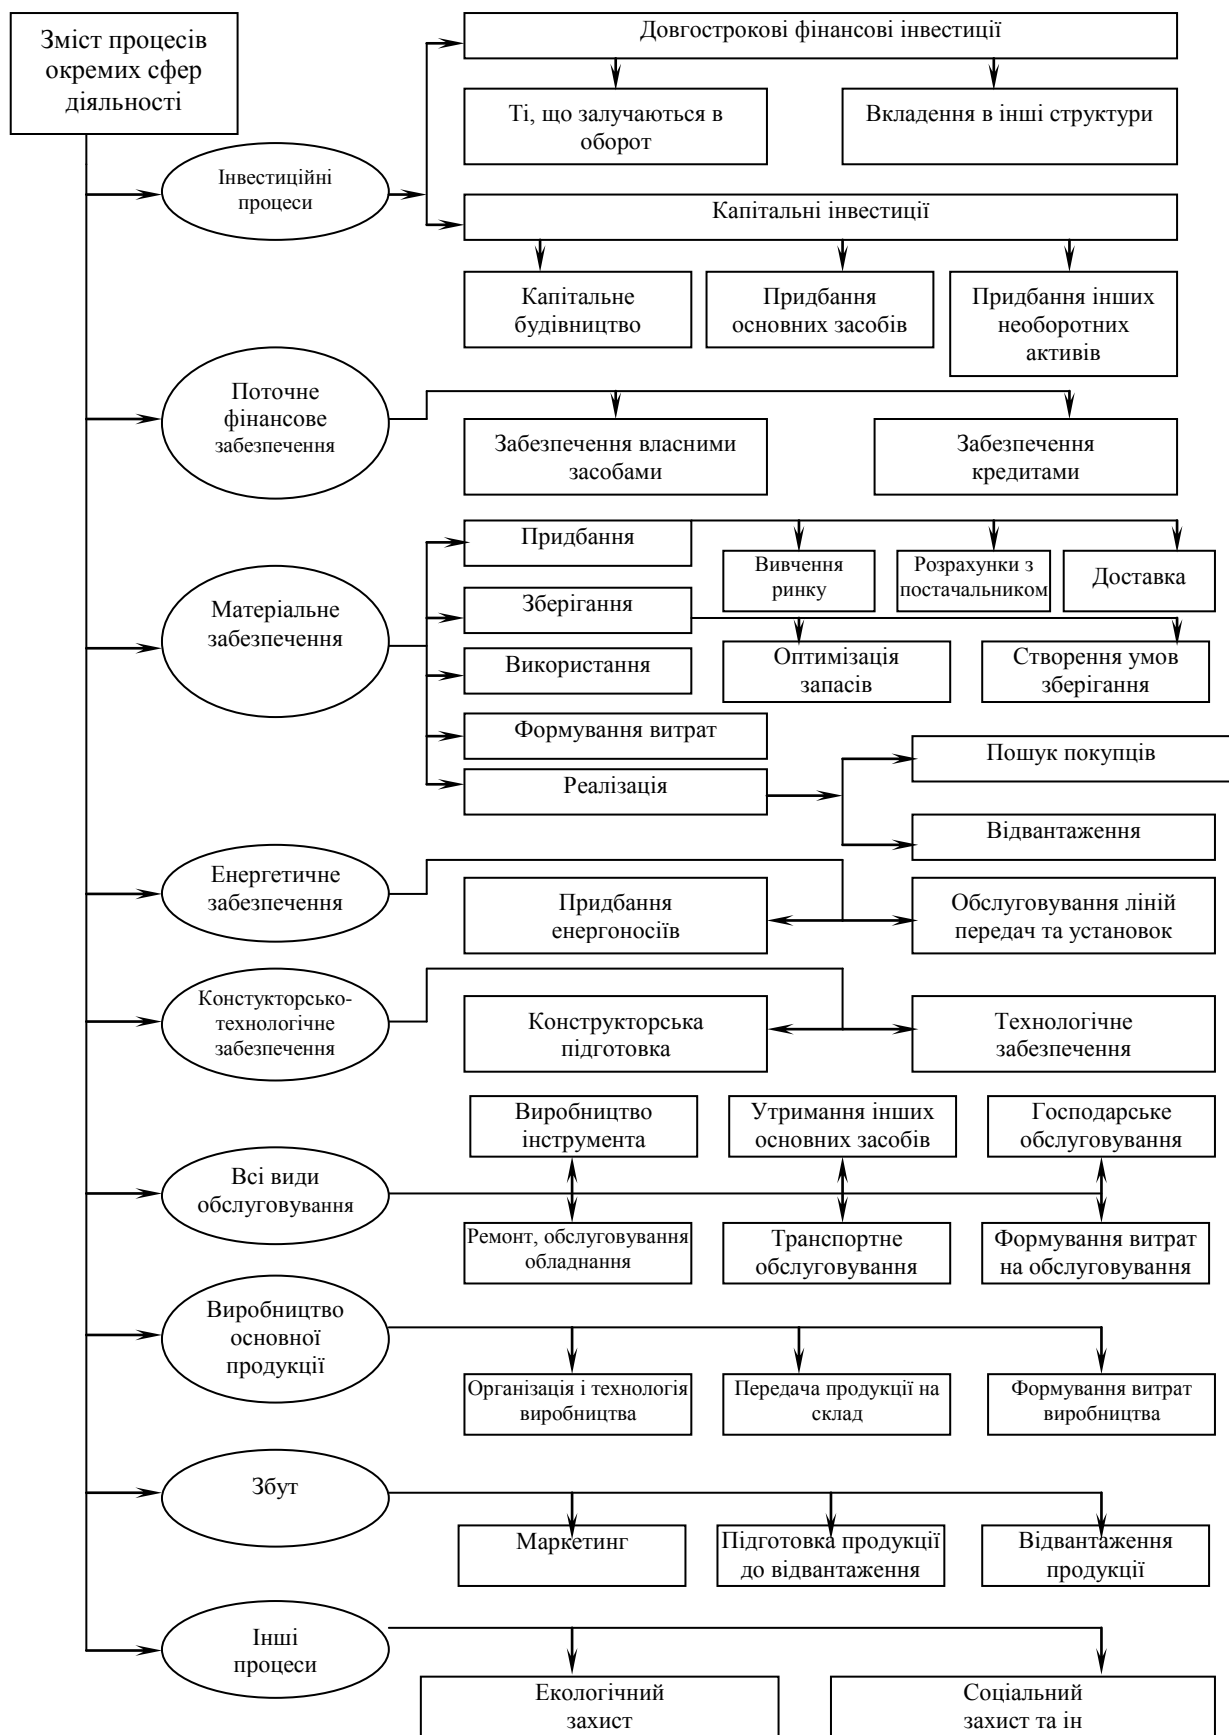 Зміст процесів
окремих сфер
діяльності
Довгострокові фінансові інвестиції
Ті, що залучаються в
оборот
Вкладення в інші структури
Інвестиційні
процеси
Капітальні інвестиції
Капітальне
будівництво
Придбання
основних засобів
Придбання інших
необоротних
активів
Поточне
фінансове
забезпечення
Забезпечення власними
засобами
Забезпечення
кредитами
Матеріальне
забезпечення
Придбання
Вивчення
ринку
Розрахунки з
постачальником
Доставка
Зберігання
Оптимізація
запасів
Створення умов
зберігання
Використання
Формування витрат
Реалізація
Пошук покупців
Відвантаження
Енергетичне
забезпечення
Придбання
енергоносіїв
Обслуговування ліній
передач та установок
Констукторсько-
технологічне
забезпечення
Конструкторська
підготовка
Технологічне
забезпечення
Виробництво
інструмента
Утримання інших
основних засобів
Господарське
обслуговування
Всі види
обслуговування
Ремонт, обслуговування
обладнання
Транспортне
обслуговування
Формування витрат
на обслуговування
Виробництво
основної
продукції
Організація і технологія
виробництва
Передача продукції на
склад
Формування витрат
виробництва
Збут
Маркетинг
Підготовка продукції
до відвантаження
Відвантаження
продукції
Інші
процеси
Екологічний
захист
Соціальний
захист та ін